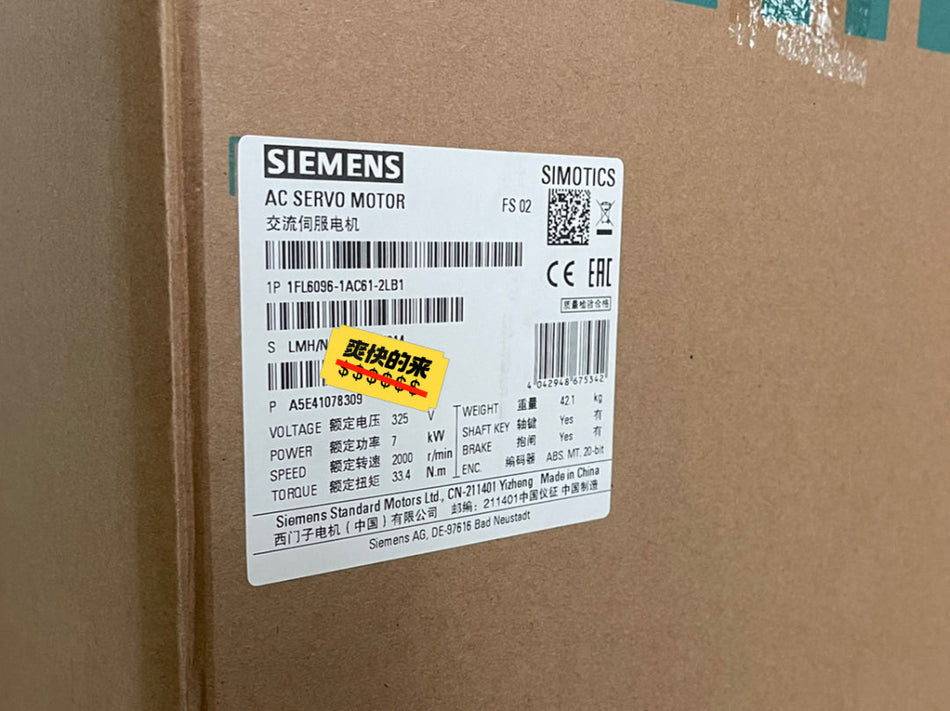 SIEMENS
SIMOTICS
AC SERVO MOTOR
FS 02
交流伺服电机
CE EAC
1P 1FL6096-1AC61-2LB1
质量检验合格
S LMH/N
爽快的来
$$$$$$
4 042948 675342
P A5E41078309
VOLTAGE 额定电压 325 V
POWER 额定功率 7 kW
SPEED 额定转速 2000 r/min
TORQUE 额定扭矩 33.4 N.m
WEIGHT 重量 42.1 kg
SHAFT KEY 轴键 Yes 有
BRAKE 抱闸 Yes 有
ENC. 编码器 ABS. MT. 20-bit
Siemens Standard Motors Ltd., CN-211401 Yizheng Made in China
西门子电机（中国）有限公司 邮编：211401中国仪征 中国制造
Siemens AG, DE-97616 Bad Neustadt